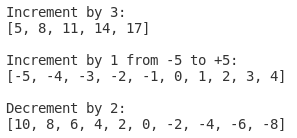 Increment by 3:
[5, 8, 11, 14, 17]
Increment by 1 from -5 to +5:
[-5, -4, -3, -2, -1, 0, 1, 2, 3, 4]
Decrement by 2:
[10, 8, 6, 4, 2, 0, -2, -4, -6, -8]